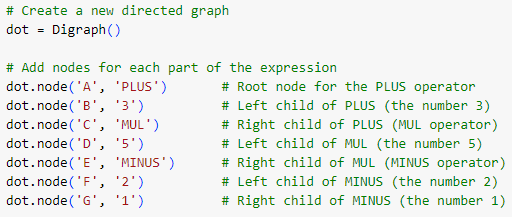 # Create a new directed graph
dot = Digraph()
# Add nodes for each part of the expression
dot.node('A', 'PLUS')       # Root node for the PLUS operator
dot.node('B', '3')          # Left child of PLUS (the number 3)
dot.node('C', 'MUL')        # Right child of PLUS (MUL operator)
dot.node('D', '5')          # Left child of MUL (the number 5)
dot.node('E', 'MINUS')      # Right child of MUL (MINUS operator)
dot.node('F', '2')          # Left child of MINUS (the number 2)
dot.node('G', '1')          # Right child of MINUS (the number 1)